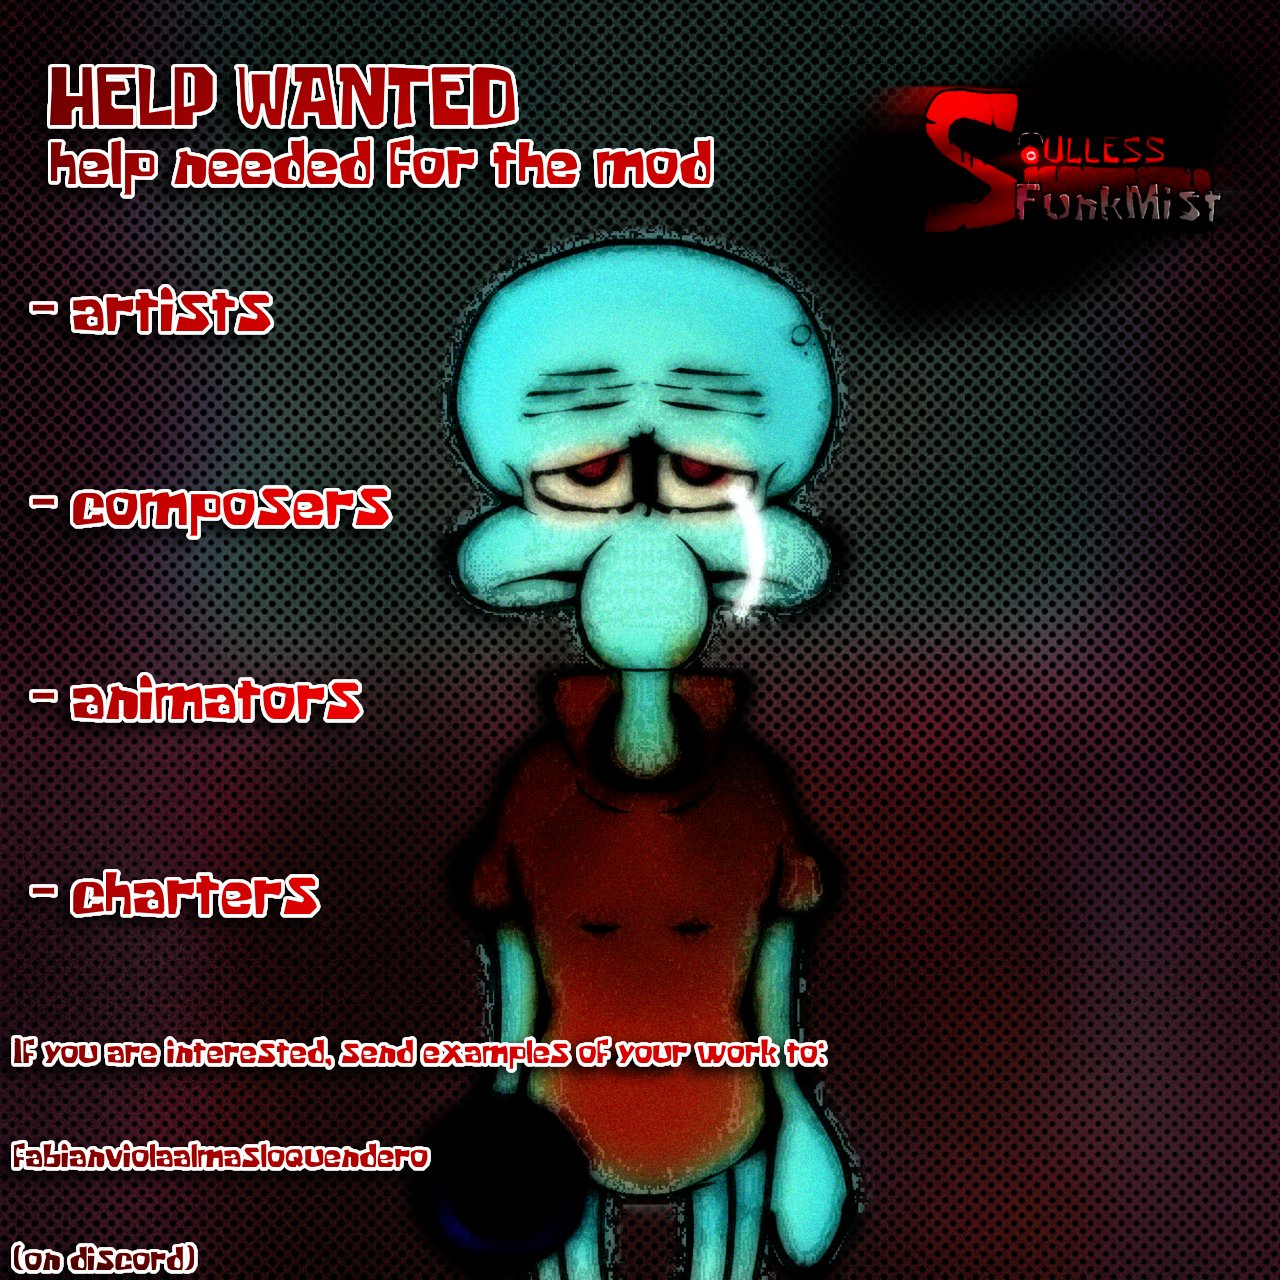 HELP WANTED
help needed for the mod
SOULLESS
FunkMist
- artists
- composers
- animators
- charters
If you are interested, send examples of your work to:
fabianviolaalmasloquendero
(on discord)